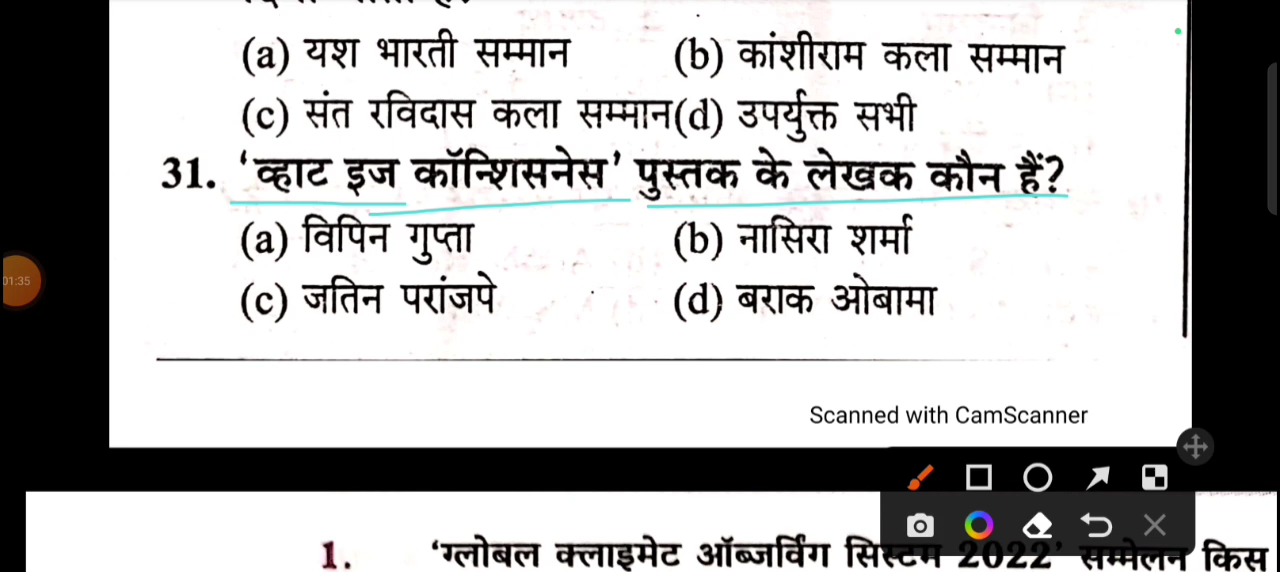 (a) यश भारती सम्मान (b) कांशीराम कला सम्मान
(c) संत रविदास कला सम्मान(d) उपर्युक्त सभी
31. ‘व्हाट इज कॉन्शिसनेस’ पुस्तक के लेखक कौन हैं?
(a) विपिन गुप्ता (b) नासिरा शर्मा
(c) जतिन परांजपे (d) बराक ओबामा
01:35
Scanned with CamScanner
1. ‘ग्लोबल क्लाइमेट ऑब्जर्विंग सिस्टम 2022’ सम्मेलन किस